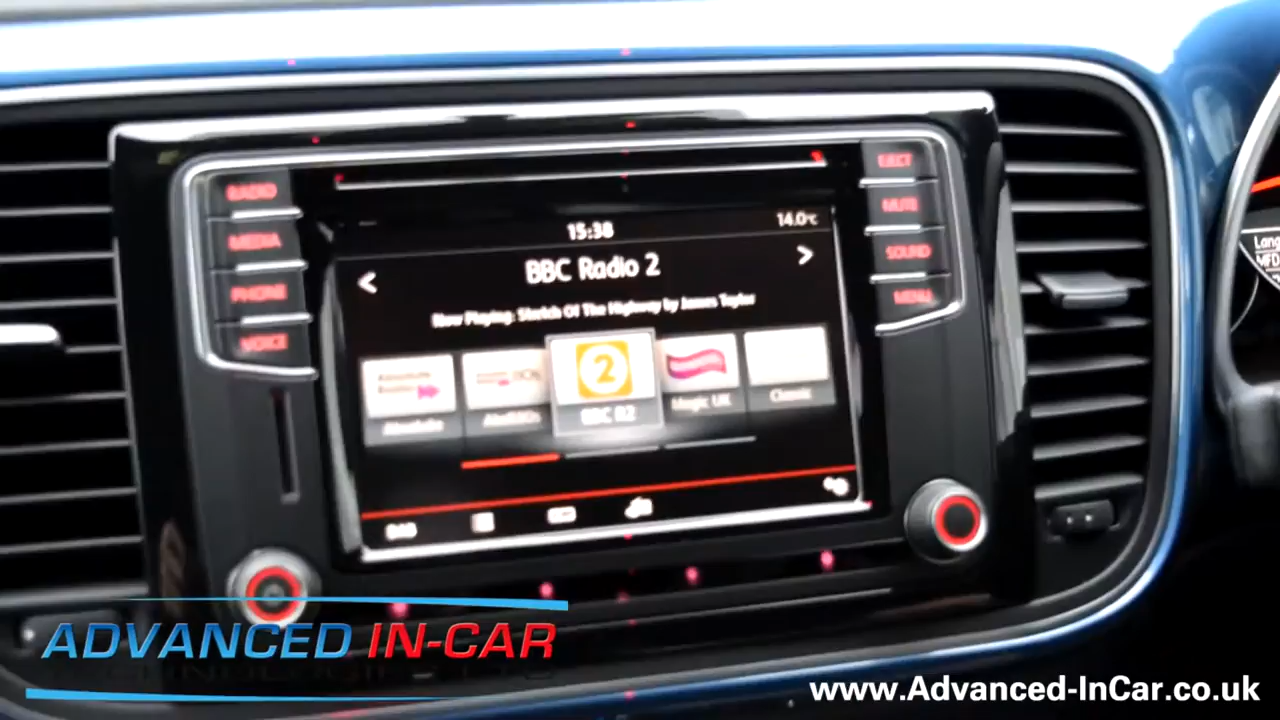 RADIO
MEDIA
PHONE
VOICE
EJECT
MUTE
SOUND
MENU
15:38
14.0°C
< BBC Radio 2 >
Now Playing: Stretch Of The Highway by James Taylor
2
BBC R2
Magic UK
Classic
Lang
MFD
ADVANCED IN-CAR
www.Advanced-InCar.co.uk